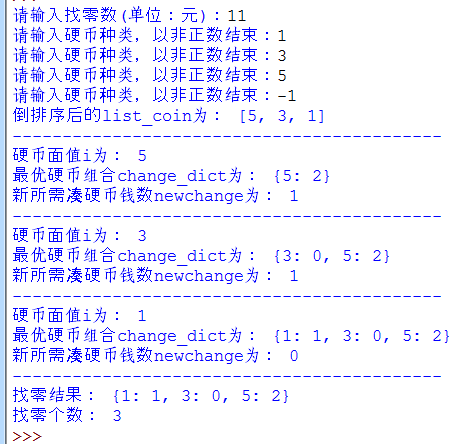 请输入找零数(单位：元)：11
请输入硬币种类，以非正数结束：1
请输入硬币种类，以非正数结束：3
请输入硬币种类，以非正数结束：5
请输入硬币种类，以非正数结束：-1
倒排序后的list_coin为： [5, 3, 1]
----------------------------------------
硬币面值i为： 5
最优硬币组合change_dict为： {5: 2}
新所需凑硬币钱数newchange为： 1
----------------------------------------
硬币面值i为： 3
最优硬币组合change_dict为： {3: 0, 5: 2}
新所需凑硬币钱数newchange为： 1
----------------------------------------
硬币面值i为： 1
最优硬币组合change_dict为： {1: 1, 3: 0, 5: 2}
新所需凑硬币钱数newchange为： 0
----------------------------------------
找零结果： {1: 1, 3: 0, 5: 2}
找零个数： 3
>>>